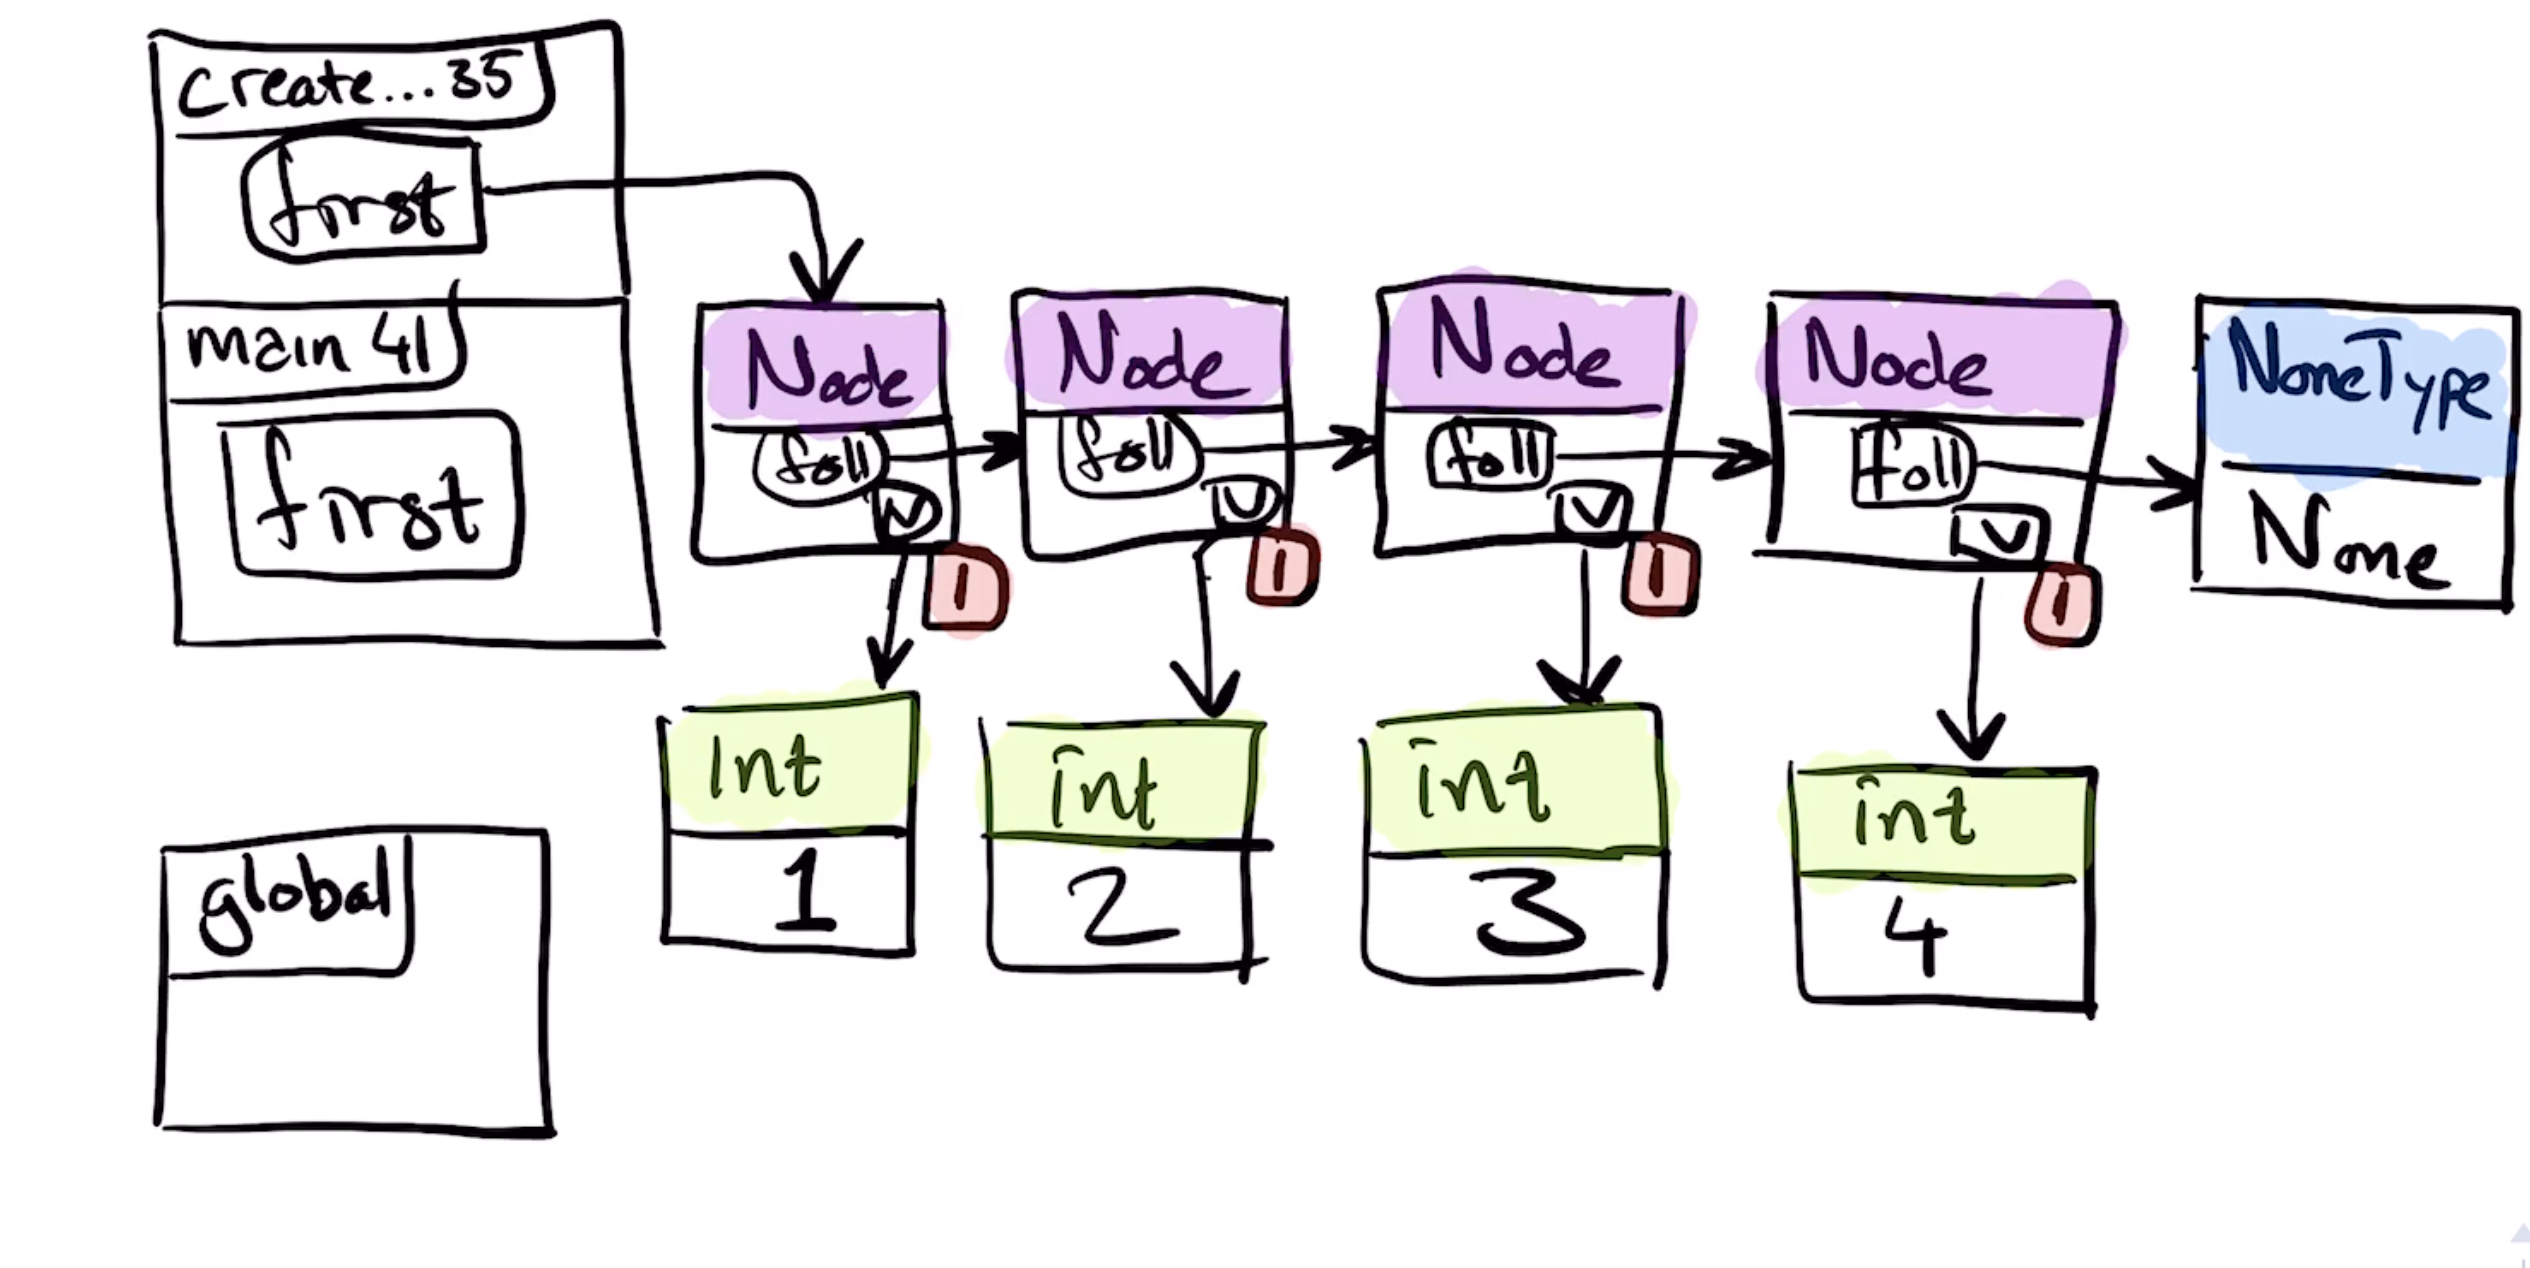 create...35
first
main 41
first
Node
foll
V
1
Node
foll
V
1
Node
foll
V
1
Node
foll
V
1
NoneType
None
Int
1
int
2
int
3
int
4
global